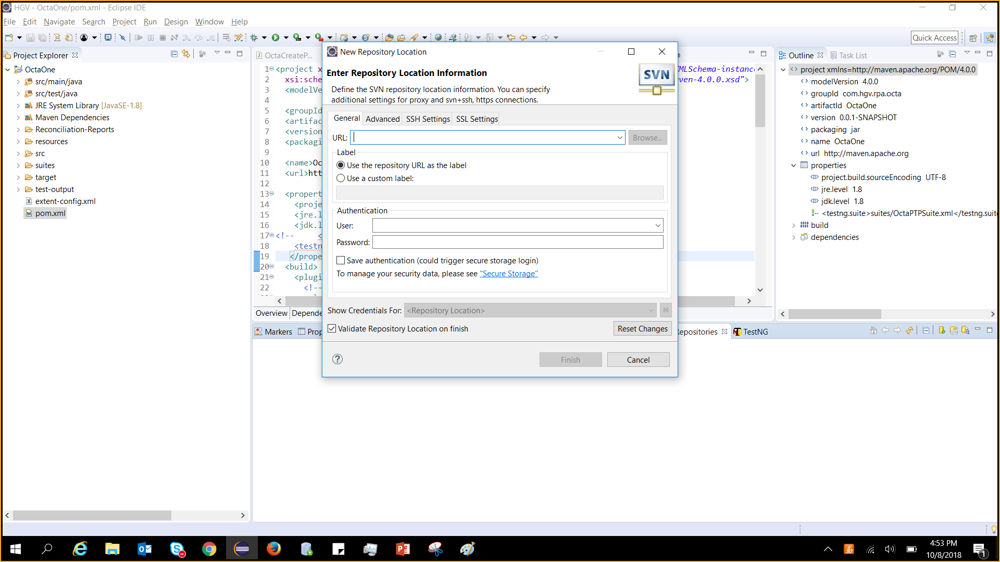 HGV - OctaOne/pom.xml - Eclipse IDE
File Edit Navigate Search Project Run Design Window Help
Quick Access
Project Explorer
OctaOne
src/main/java
src/test/java
JRE System Library [JavaSE-1.8]
Maven Dependencies
Reconciliation-Reports
resources
src
suites
target
test-output
extent-config.xml
pom.xml
OctaCreateP...
1 <project x
2 xsi:sche
3 <modelVe
4
5 <groupId
6 <artifac
7 <version
8 <packagi
9
10 <name>Oc
11 <url>htt
12
13 <propert
14 <proje
15 <jre.l
16 <jdk.l
17 <!-- <
18 <testn
19 </prope
20 <build>
21 <plugi
22 <!--
MLSchema-instanc
ven-4.0.0.xsd">
Overview Depende
New Repository Location
Enter Repository Location Information
Define the SVN repository location information. You can specify
additional settings for proxy and svn+ssh, https connections.
SVN
General Advanced SSH Settings SSL Settings
URL: Browse...
Label
Use the repository URL as the label
Use a custom label:
Authentication
User:
Password:
Save authentication (could trigger secure storage login)
To manage your security data, please see "Secure Storage"
Show Credentials For: <Repository Location>
Validate Repository Location on finish Reset Changes
Finish Cancel
Outline Task List
project xmlns=http://maven.apache.org/POM/4.0.0
modelVersion 4.0.0
groupId com.hgv.rpa.octa
artifactId OctaOne
version 0.0.1-SNAPSHOT
packaging jar
name OctaOne
url http://maven.apache.org
properties
project.build.sourceEncoding UTF-8
jre.level 1.8
jdk.level 1.8
<testng.suite>suites/OctaPTPSuite.xml</testng.suite
build
dependencies
Markers Prop
Repositories TestNG
4:53 PM
10/8/2018
1